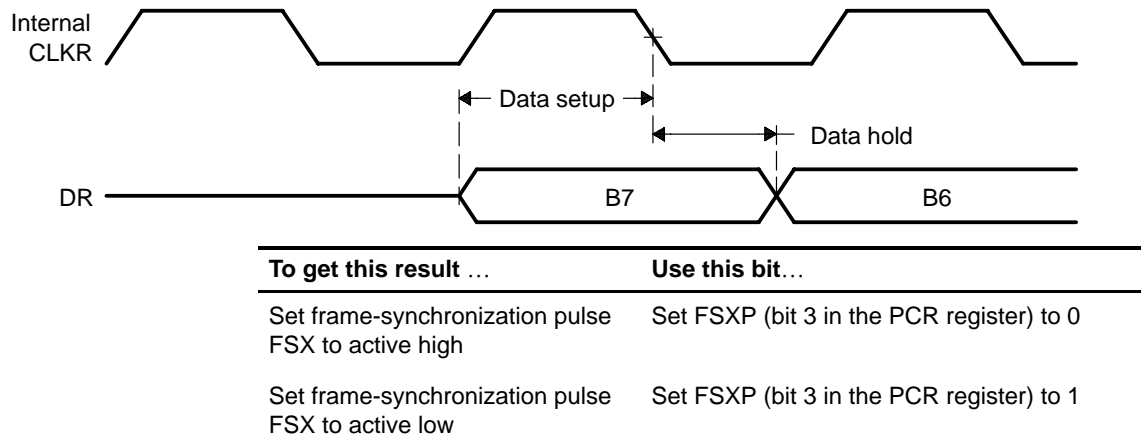 Internal
CLKR
Data setup
Data hold
DR
B7
B6
To get this result …
Use this bit…
Set frame-synchronization pulse
FSX to active high
Set FSXP (bit 3 in the PCR register) to 0
Set frame-synchronization pulse
FSX to active low
Set FSXP (bit 3 in the PCR register) to 1